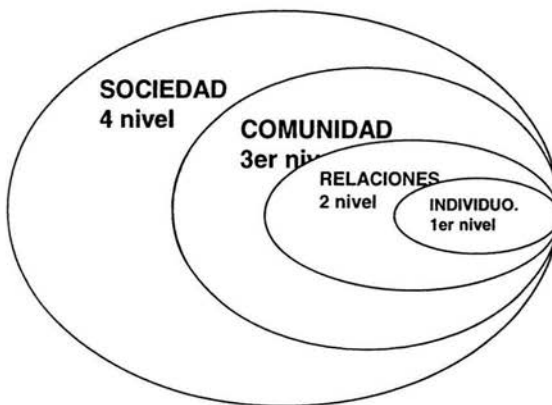 SOCIEDAD
4 nivel
COMUNIDAD
3er niv
RELACIONES
2 nivel
INDIVIDUO.
1er nivel